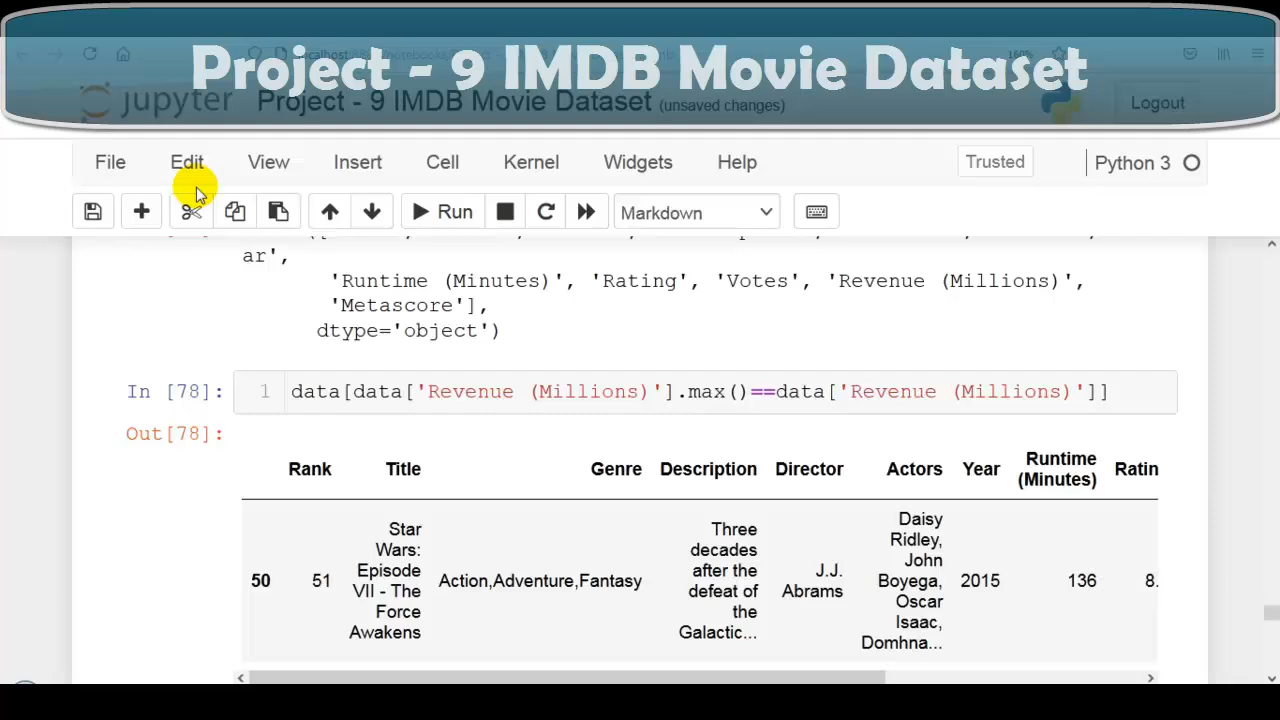 Project - 9 IMDB Movie Dataset
jupyter Project - 9 IMDB Movie Dataset (unsaved changes) Logout
File Edit View Insert Cell Kernel Widgets Help Trusted Python 3
Run Markdown
ar',
'Runtime (Minutes)', 'Rating', 'Votes', 'Revenue (Millions)',
'Metascore'],
dtype='object')
In [78]: 1 data[data['Revenue (Millions)'].max()==data['Revenue (Millions)']]
Out[78]:
Rank Title Genre Description Director Actors Year Runtime (Minutes) Ratin
50 51 Star Wars: Episode VII - The Force Awakens Action,Adventure,Fantasy Three decades after the defeat of the Galactic... J.J. Abrams Daisy Ridley, John Boyega, Oscar Isaac, Domhna... 2015 136 8.